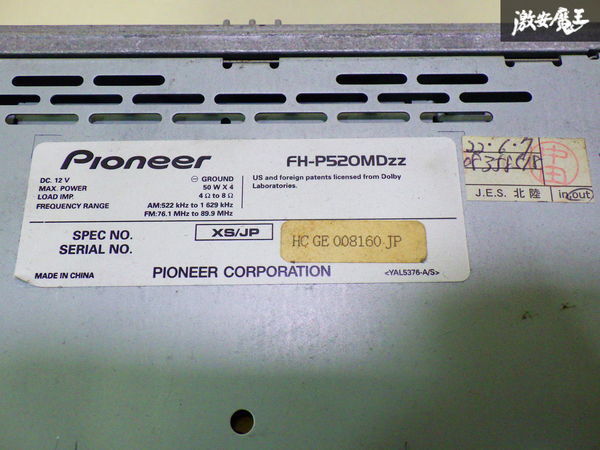 激安魔王
Pioneer
FH-P520MDzz
DC. 12 V ⊖ GROUND
MAX. POWER 50 W X 4
LOAD IMP. 4 Ω to 8 Ω
FREQUENCY RANGE AM:522 kHz to 1 629 kHz
FM:76.1 MHz to 89.9 MHz
US and foreign patents licensed from Dolby
Laboratories.
SPEC NO. XS/JP
SERIAL NO. HC GE 008160 JP
MADE IN CHINA
PIONEER CORPORATION
<YAL5376-A/S>
22.6.7
J.E.S. 北陸
in.out